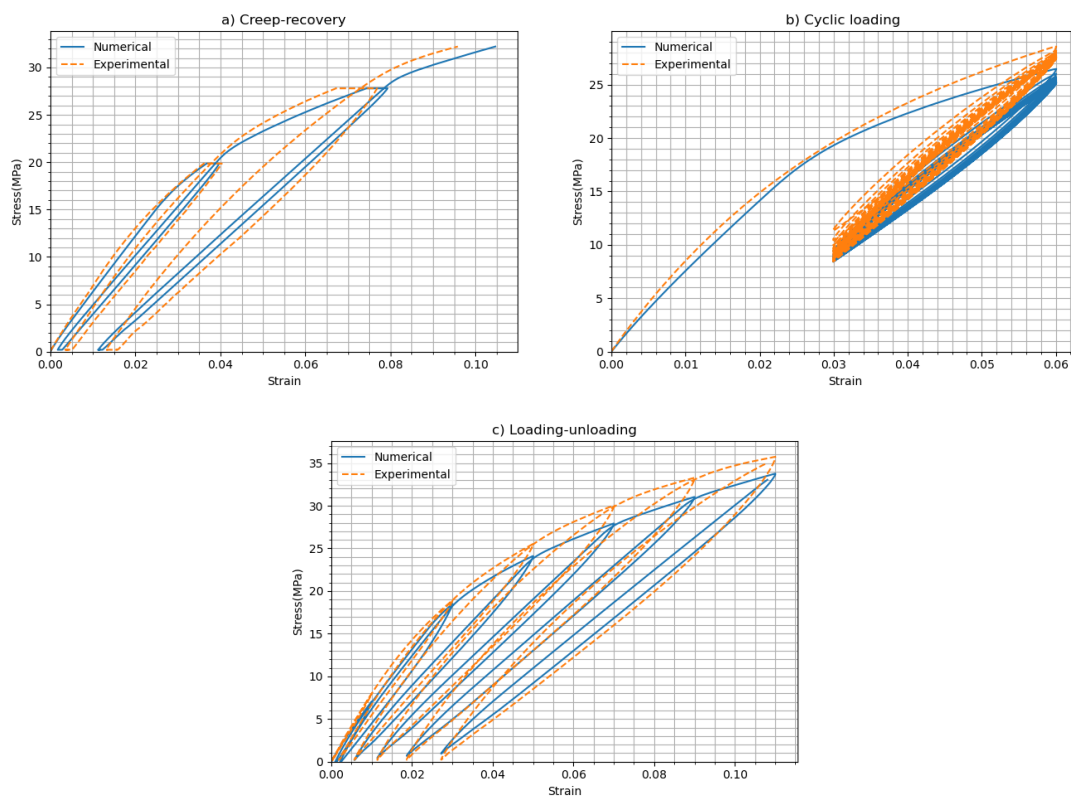 a) Creep-recovery
Numerical
Experimental
Stress(MPa)
30
25
20
15
10
5
0
0.00 0.02 0.04 0.06 0.08 0.10
Strain
b) Cyclic loading
Numerical
Experimental
Stress(MPa)
25
20
15
10
5
0
0.00 0.01 0.02 0.03 0.04 0.05 0.06
Strain
c) Loading-unloading
Numerical
Experimental
Stress(MPa)
35
30
25
20
15
10
5
0
0.00 0.02 0.04 0.06 0.08 0.10
Strain